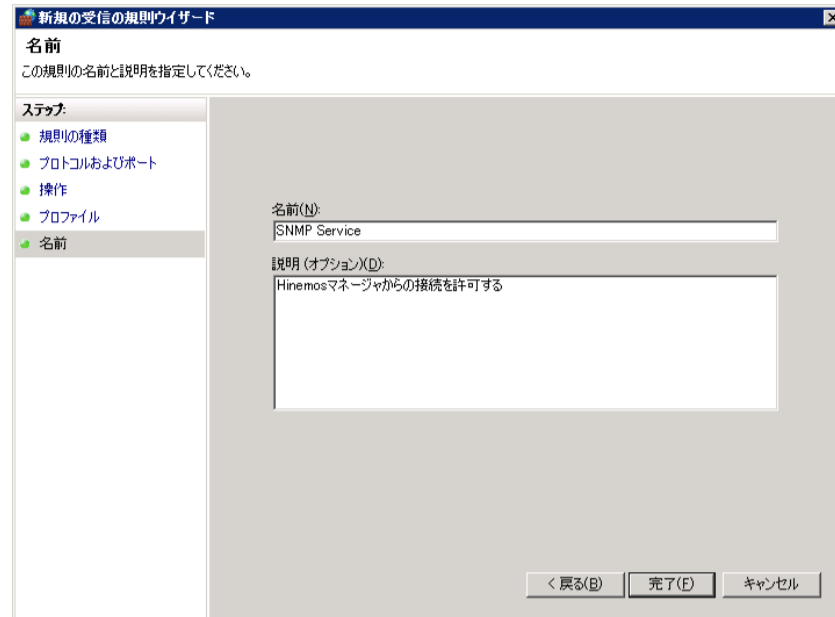 新規の受信の規則ウィザード
名前
この規則の名前と説明を指定してください。
ステップ:
規則の種類
プロトコルおよびポート
操作
プロファイル
名前
名前(N):
SNMP Service
説明 (オプション)(D):
Hinemosマネージャからの接続を許可する
< 戻る(B)
完了(F)
キャンセル